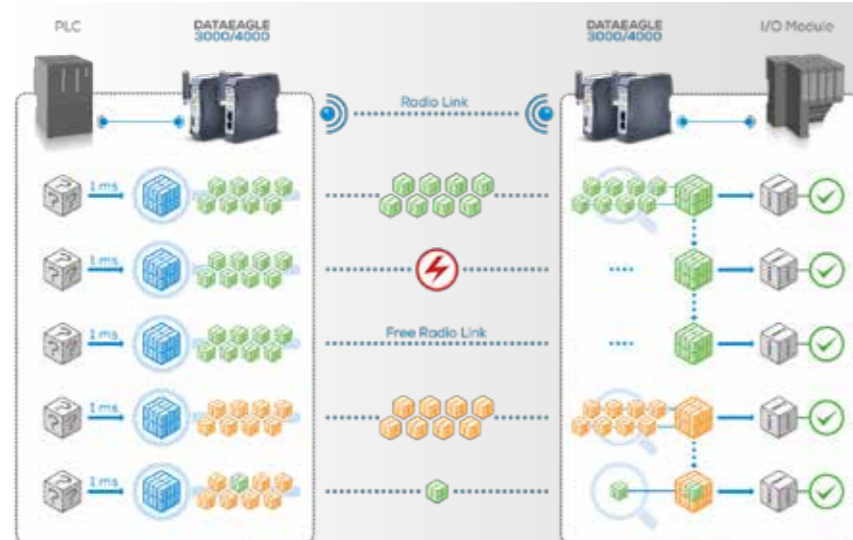 PLC
DATAEAGLE
3000/4000
DATAEAGLE
3000/4000
I/O Module
Radio Link
1 ms
1 ms
1 ms
Free Radio Link
1 ms
1 ms